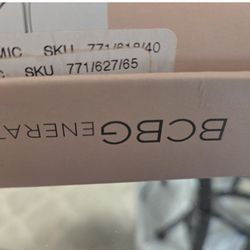 MIC SKU 771/618/40
C SKU 771/627/65
BCBGENERAT